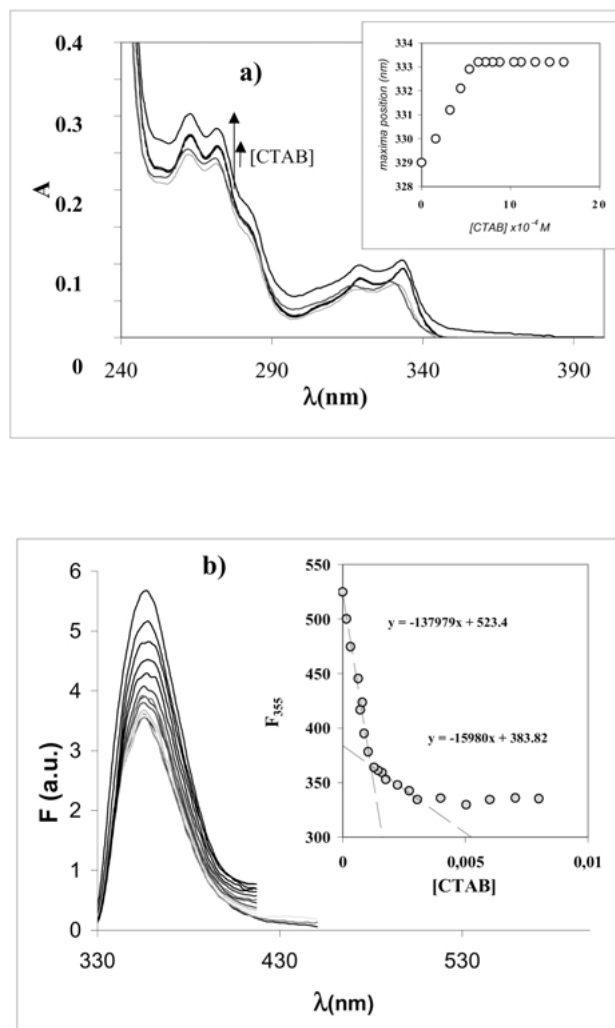 0.4
0.3
0.2
0.1
0
A
a)
[CTAB]
240
290
340
390
λ(nm)
334
333
332
331
330
329
328
maxima position (nm)
0
10
20
[CTAB] x10⁻⁴ M
b)
6
5
4
3
2
1
0
F (a.u.)
330
430
530
λ(nm)
550
500
450
400
350
300
F₃₅₅
y = -137979x + 523.4
y = -15980x + 383.82
0
0,005
0,01
[CTAB]